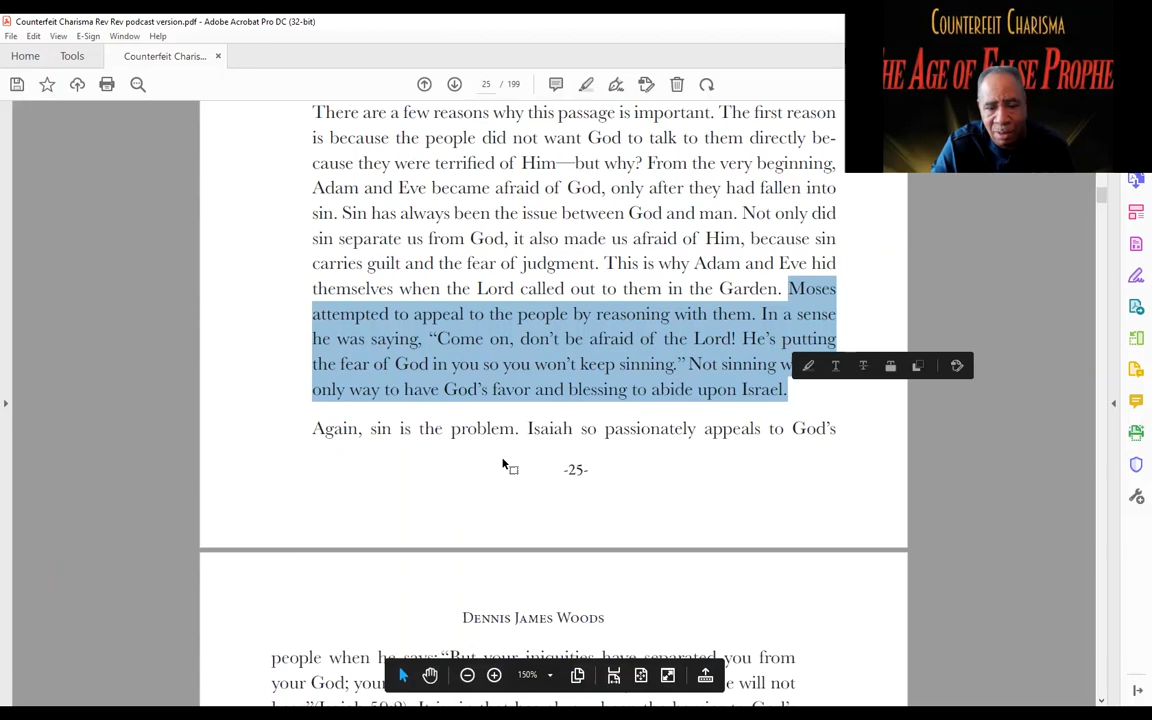 Counterfeit Charisma Rev Rev podcast version.pdf - Adobe Acrobat Pro DC (32-bit)
File Edit View E-Sign Window Help
Home Tools Counterfeit Charis... ×
25 / 199
COUNTERFEIT CHARISMA
HE AGE OF FALSE PROPHE
There are a few reasons why this passage is important. The first reason
is because the people did not want God to talk to them directly be-
cause they were terrified of Him—but why? From the very beginning,
Adam and Eve became afraid of God, only after they had fallen into
sin. Sin has always been the issue between God and man. Not only did
sin separate us from God, it also made us afraid of Him, because sin
carries guilt and the fear of judgment. This is why Adam and Eve hid
themselves when the Lord called out to them in the Garden. Moses
attempted to appeal to the people by reasoning with them. In a sense
he was saying, “Come on, don’t be afraid of the Lord! He’s putting
the fear of God in you so you won’t keep sinning.” Not sinning
only way to have God’s favor and blessing to abide upon Israel.
Again, sin is the problem. Isaiah so passionately appeals to God’s
-25-
DENNIS JAMES WOODS
people when he says: “But your iniquities have separated you from
your God; your e will not
150%